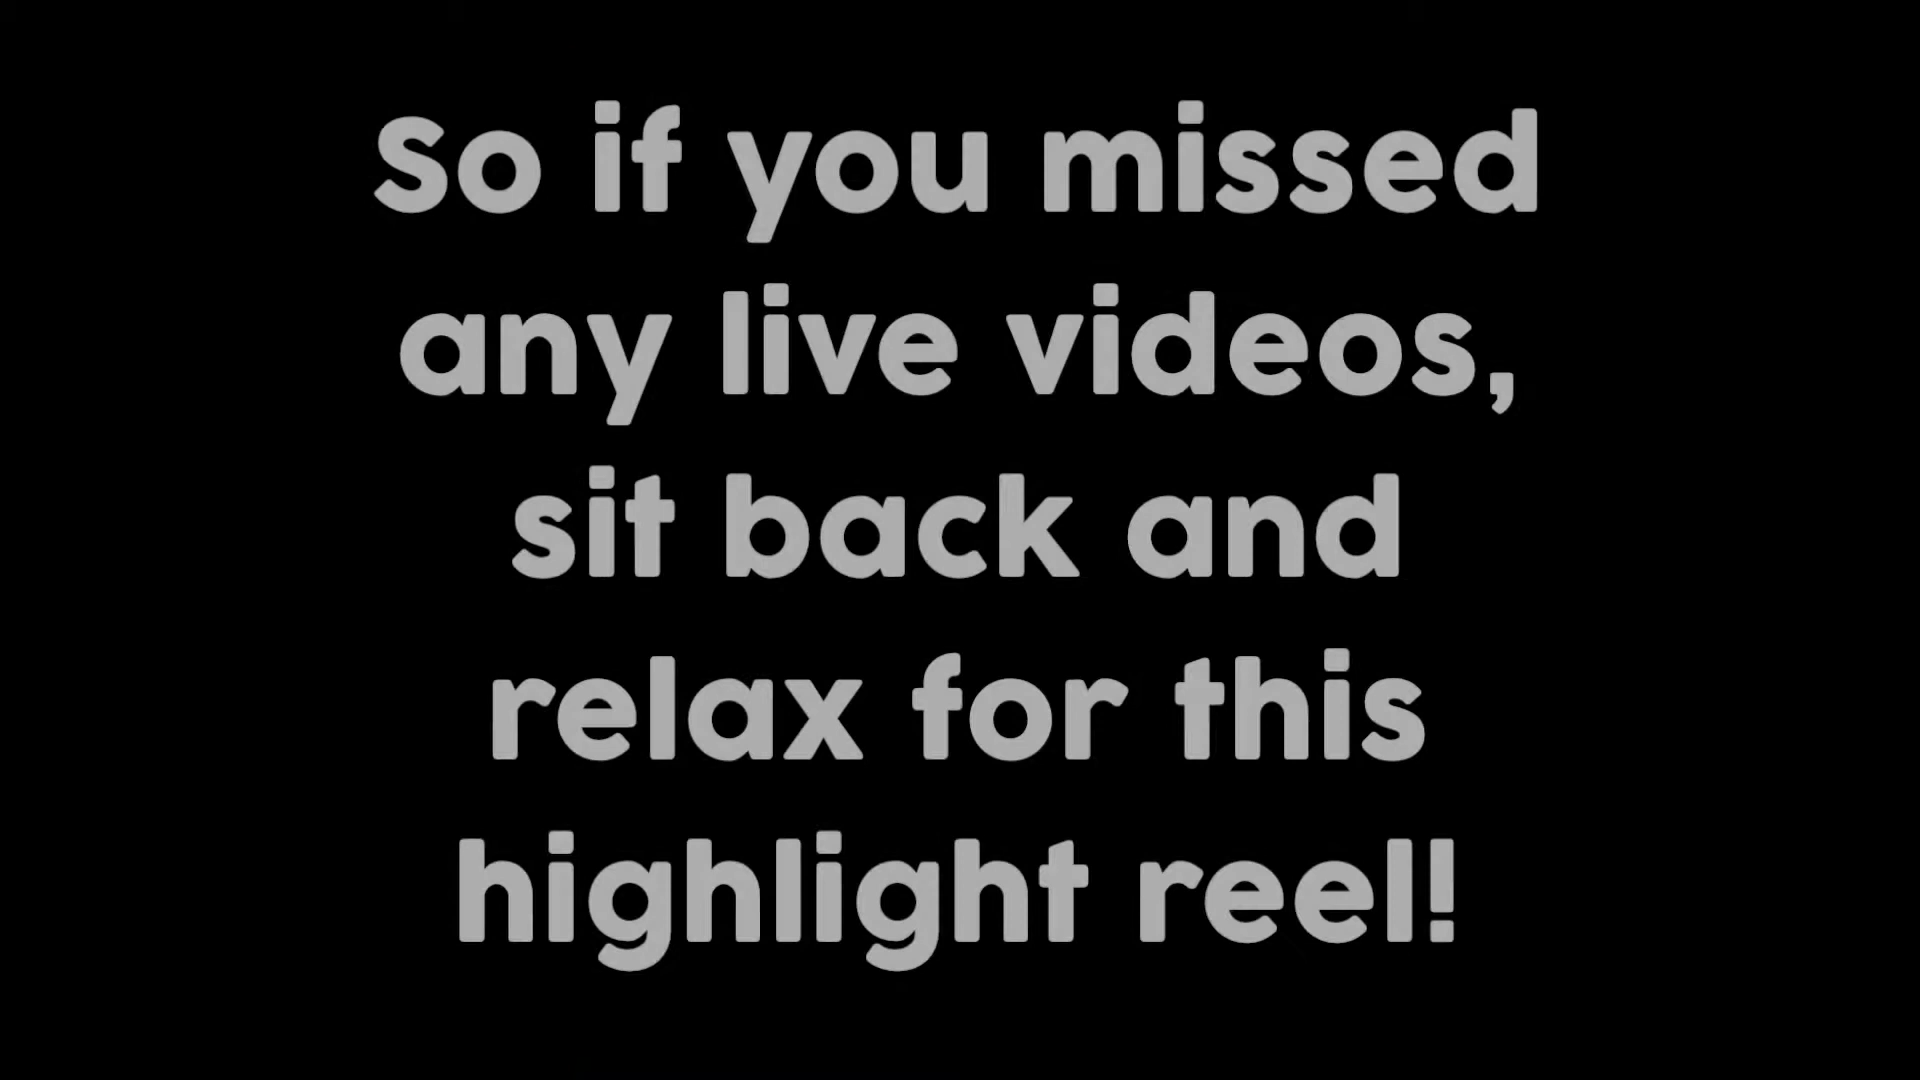 So if you missed
any live videos,
sit back and
relax for this
highlight reel!